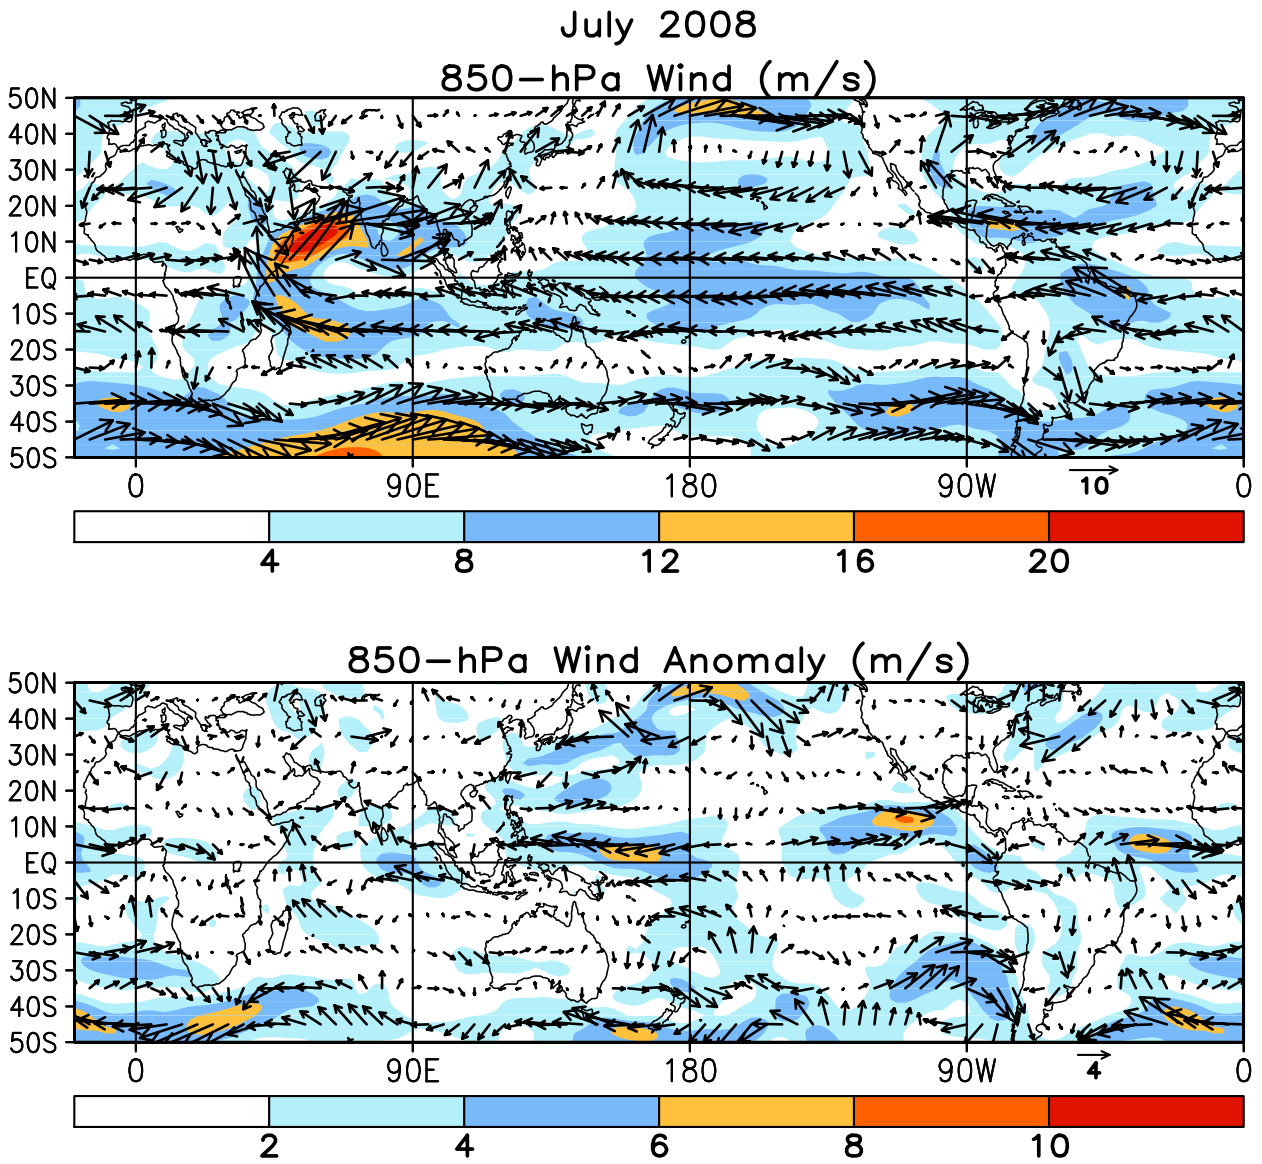 July 2008
850-hPa Wind (m/s)
50N
40N
30N
20N
10N
EQ
10S
20S
30S
40S
50S
0 90E 180 90W 0
10
4 8 12 16 20
850-hPa Wind Anomaly (m/s)
50N
40N
30N
20N
10N
EQ
10S
20S
30S
40S
50S
0 90E 180 90W 0
4
2 4 6 8 10